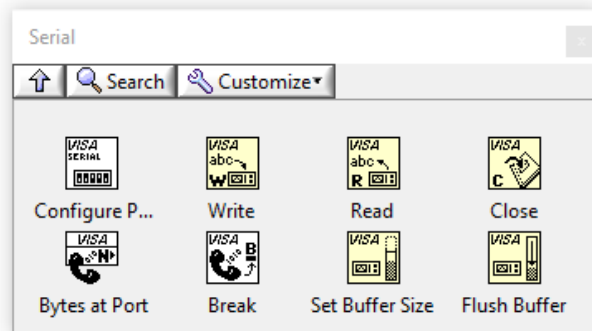 Serial
Search Customize
VISA VISA VISA VISA
SERIAL abc abc
W R C
Configure P... Write Read Close
VISA VISA VISA VISA
N B
Bytes at Port Break Set Buffer Size Flush Buffer